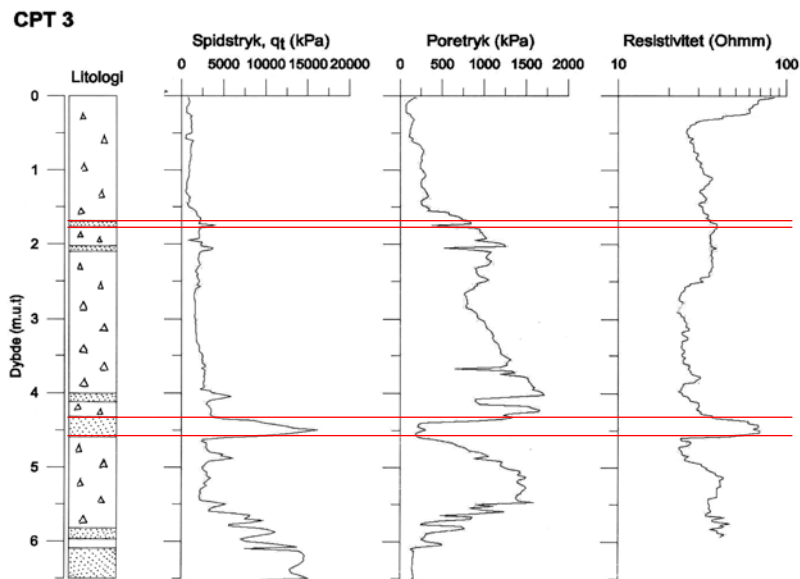 CPT 3
Spidstryk, qt (kPa)
Poretryk (kPa)
Resistivitet (Ohmm)
Litologi
0 5000 10000 15000 20000
0 500 1000 1500 2000
10 100
Dybde (m.u.t)
0
1
2
3
4
5
6